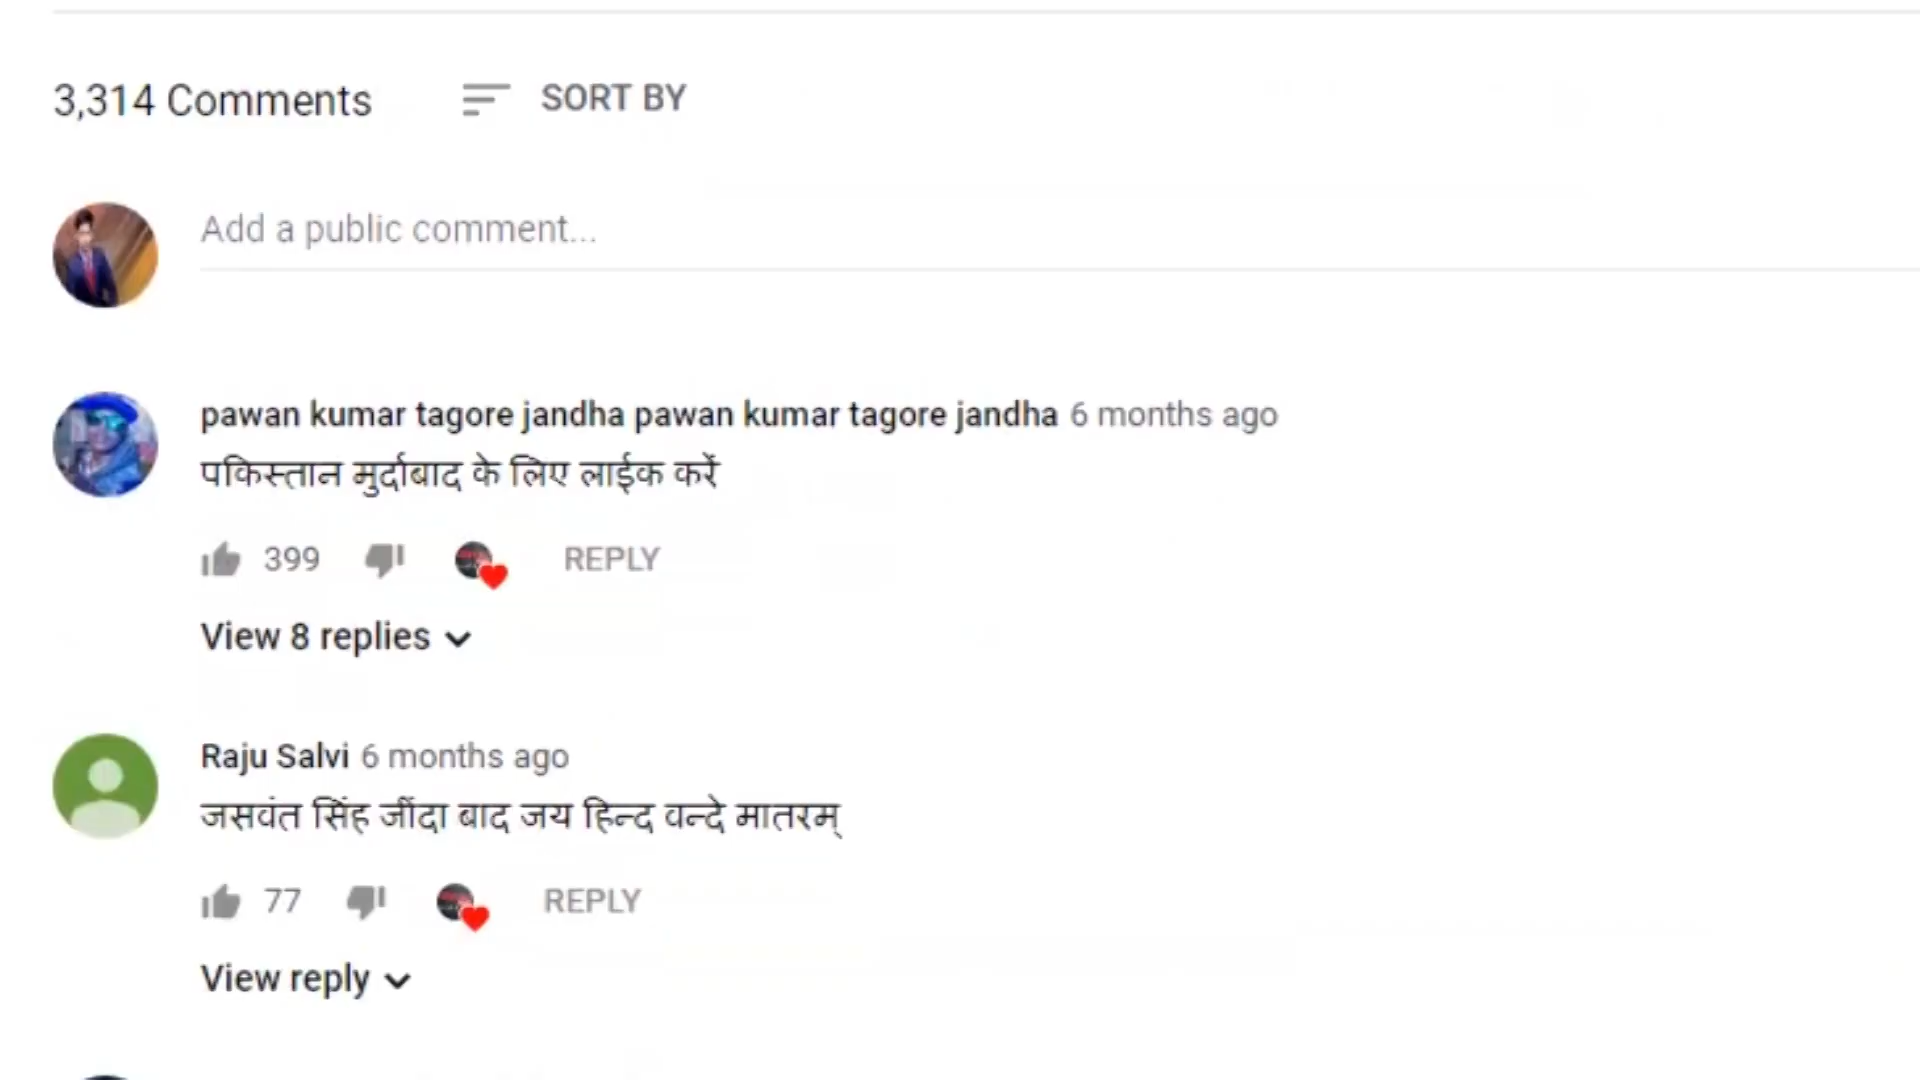 3,314 Comments SORT BY
Add a public comment...
pawan kumar tagore jandha pawan kumar tagore jandha 6 months ago
पकिस्तान मुर्दाबाद के लिए लाईक करें
399 REPLY
View 8 replies
Raju Salvi 6 months ago
जसवंत सिंह जींदा बाद जय हिन्द वन्दे मातरम्
77 REPLY
View reply